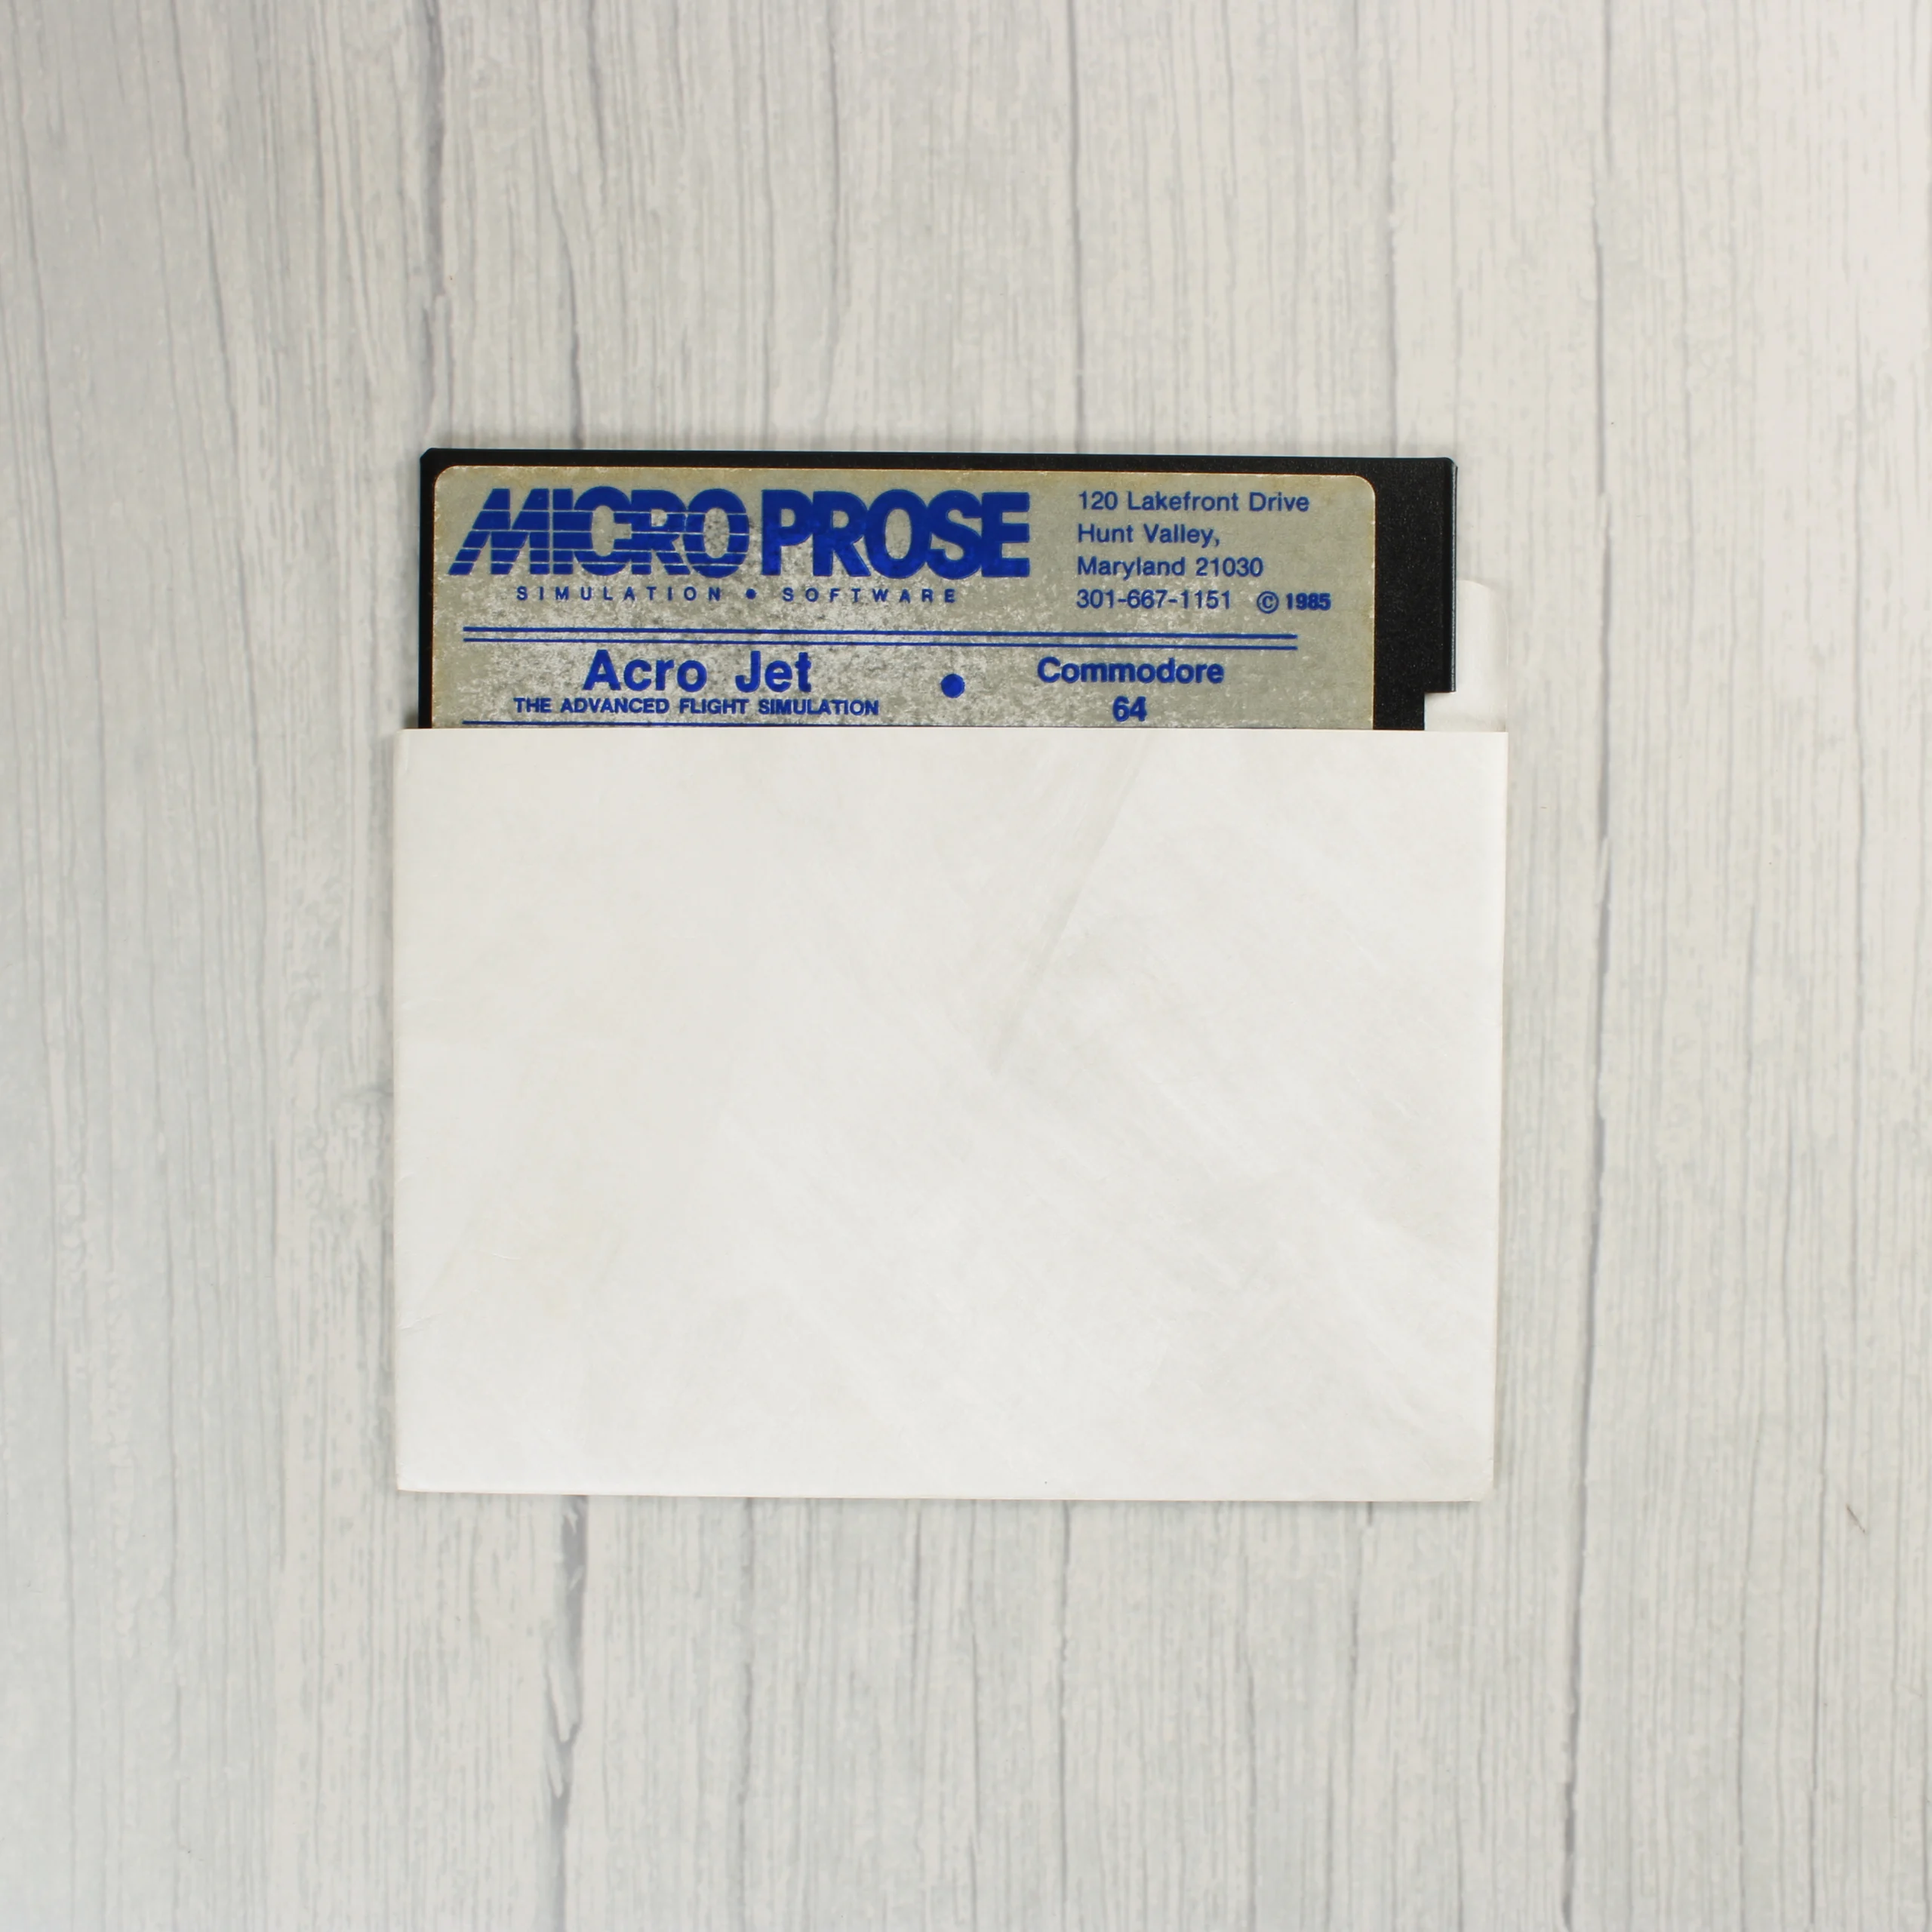 MICRO PROSE
SIMULATION • SOFTWARE
120 Lakefront Drive
Hunt Valley,
Maryland 21030
301-667-1151 © 1985
Acro Jet • Commodore
THE ADVANCED FLIGHT SIMULATION 64